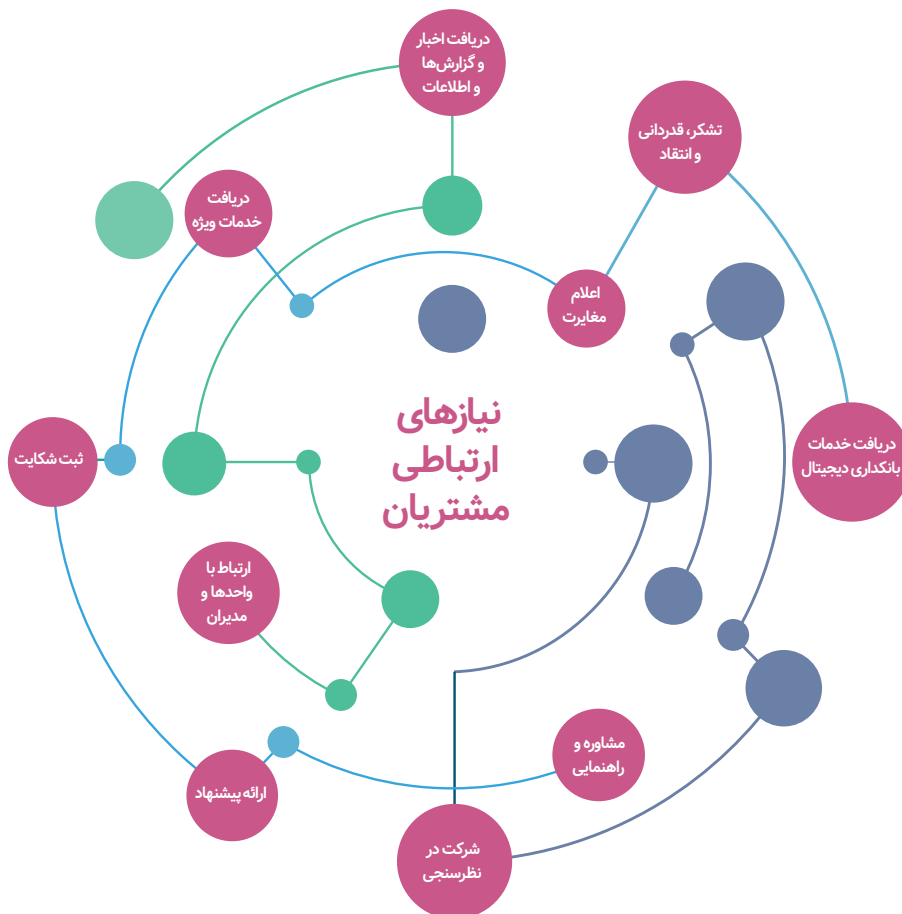 دریافت اخبار
و گزارش‌ها
و اطلاعات
تشکر، قدردانی
و انتقاد
دریافت
خدمات ویژه
اعلام
مغایرت
نیازهای
ارتباطی
مشتریان
دریافت خدمات
بانکداری دیجیتال
ثبت شکایت
ارتباط با
واحدها و
مدیران
مشاوره و
راهنمایی
ارائه پیشنهاد
شرکت در
نظرسنجی